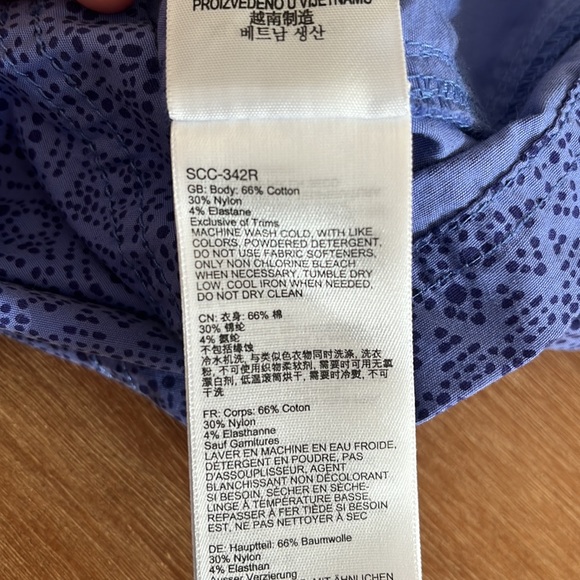 PROIZVEDENO U VIJETNAMU
越南制造
베트남 생산
SCC-342R
GB: Body: 66% Cotton
30% Nylon
4% Elastane
Exclusive of Trims
MACHINE WASH COLD, WITH LIKE
COLORS, POWDERED DETERGENT,
DO NOT USE FABRIC SOFTENERS,
ONLY NON CHLORINE BLEACH
WHEN NECESSARY, TUMBLE DRY
LOW, COOL IRON WHEN NEEDED,
DO NOT DRY CLEAN
CN: 衣身: 66% 棉
30% 锦纶
4% 氨纶
不包括缘饰
冷水机洗, 与类似色衣物同时洗涤, 洗衣
粉, 不可使用织物柔软剂, 需要时可用无氯
漂白剂, 低温滚筒烘干, 需要时冷熨, 不可
干洗
FR: Corps: 66% Coton
30% Nylon
4% Elasthanne
Sauf Garnitures
LAVER EN MACHINE EN EAU FROIDE,
DÉTERGENT EN POUDRE, PAS
D'ASSOUPLISSEUR, AGENT
BLANCHISSANT NON DÉCOLORANT
SI BESOIN, SÉCHER EN SÈCHE-
LINGE À TEMPÉRATURE BASSE,
REPASSER À FER TIÈDE SI BESOIN
EST, NE PAS NETTOYER À SEC
DE: Hauptteil: 66% Baumwolle
30% Nylon
4% Elasthan
Ausser Verzierung
MIT ÄHNLICHEN